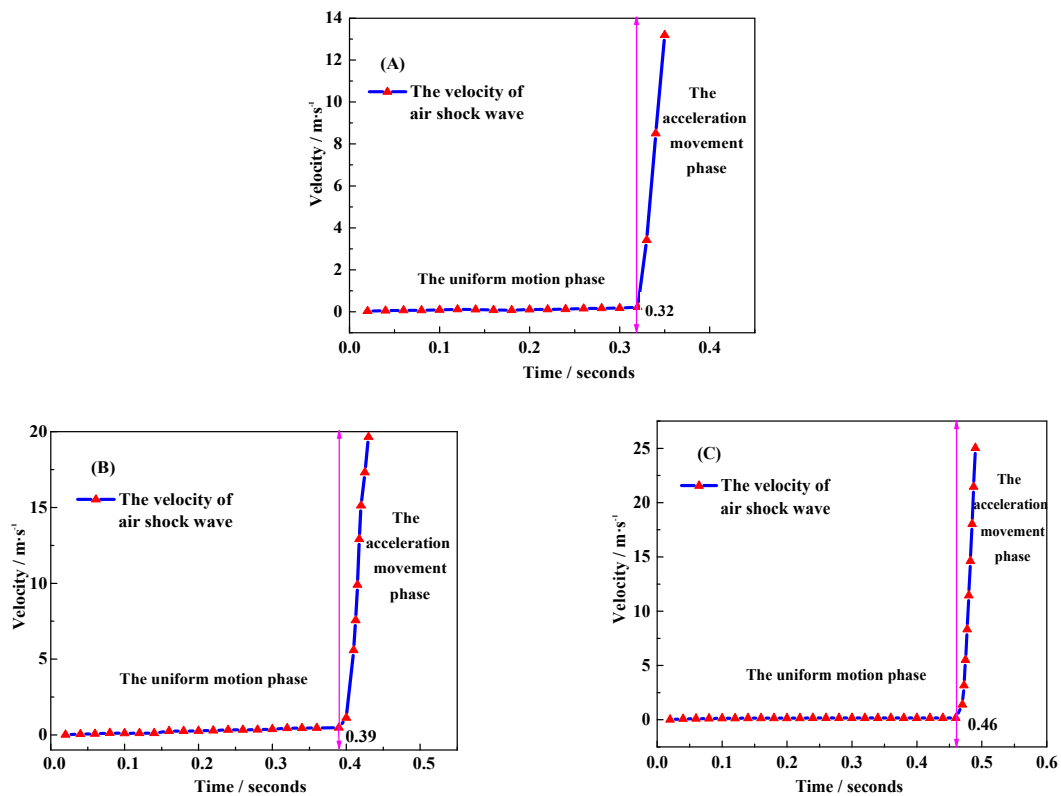 14
12
10
8
6
4
2
0
Velocity / m·s⁻¹
(A)
The velocity of
air shock wave
The
acceleration
movement
phase
The uniform motion phase
0.32
0.0 0.1 0.2 0.3 0.4
Time / seconds
20
15
10
5
0
Velocity / m·s⁻¹
(B)
The velocity of
air shock wave
The
acceleration
movement
phase
The uniform motion phase
0.39
0.0 0.1 0.2 0.3 0.4 0.5
Time / seconds
25
20
15
10
5
0
Velocity / m·s⁻¹
(C)
The velocity of
air shock wave
The
acceleration
movement
phase
The uniform motion phase
0.46
0.0 0.1 0.2 0.3 0.4 0.5 0.6
Time / seconds